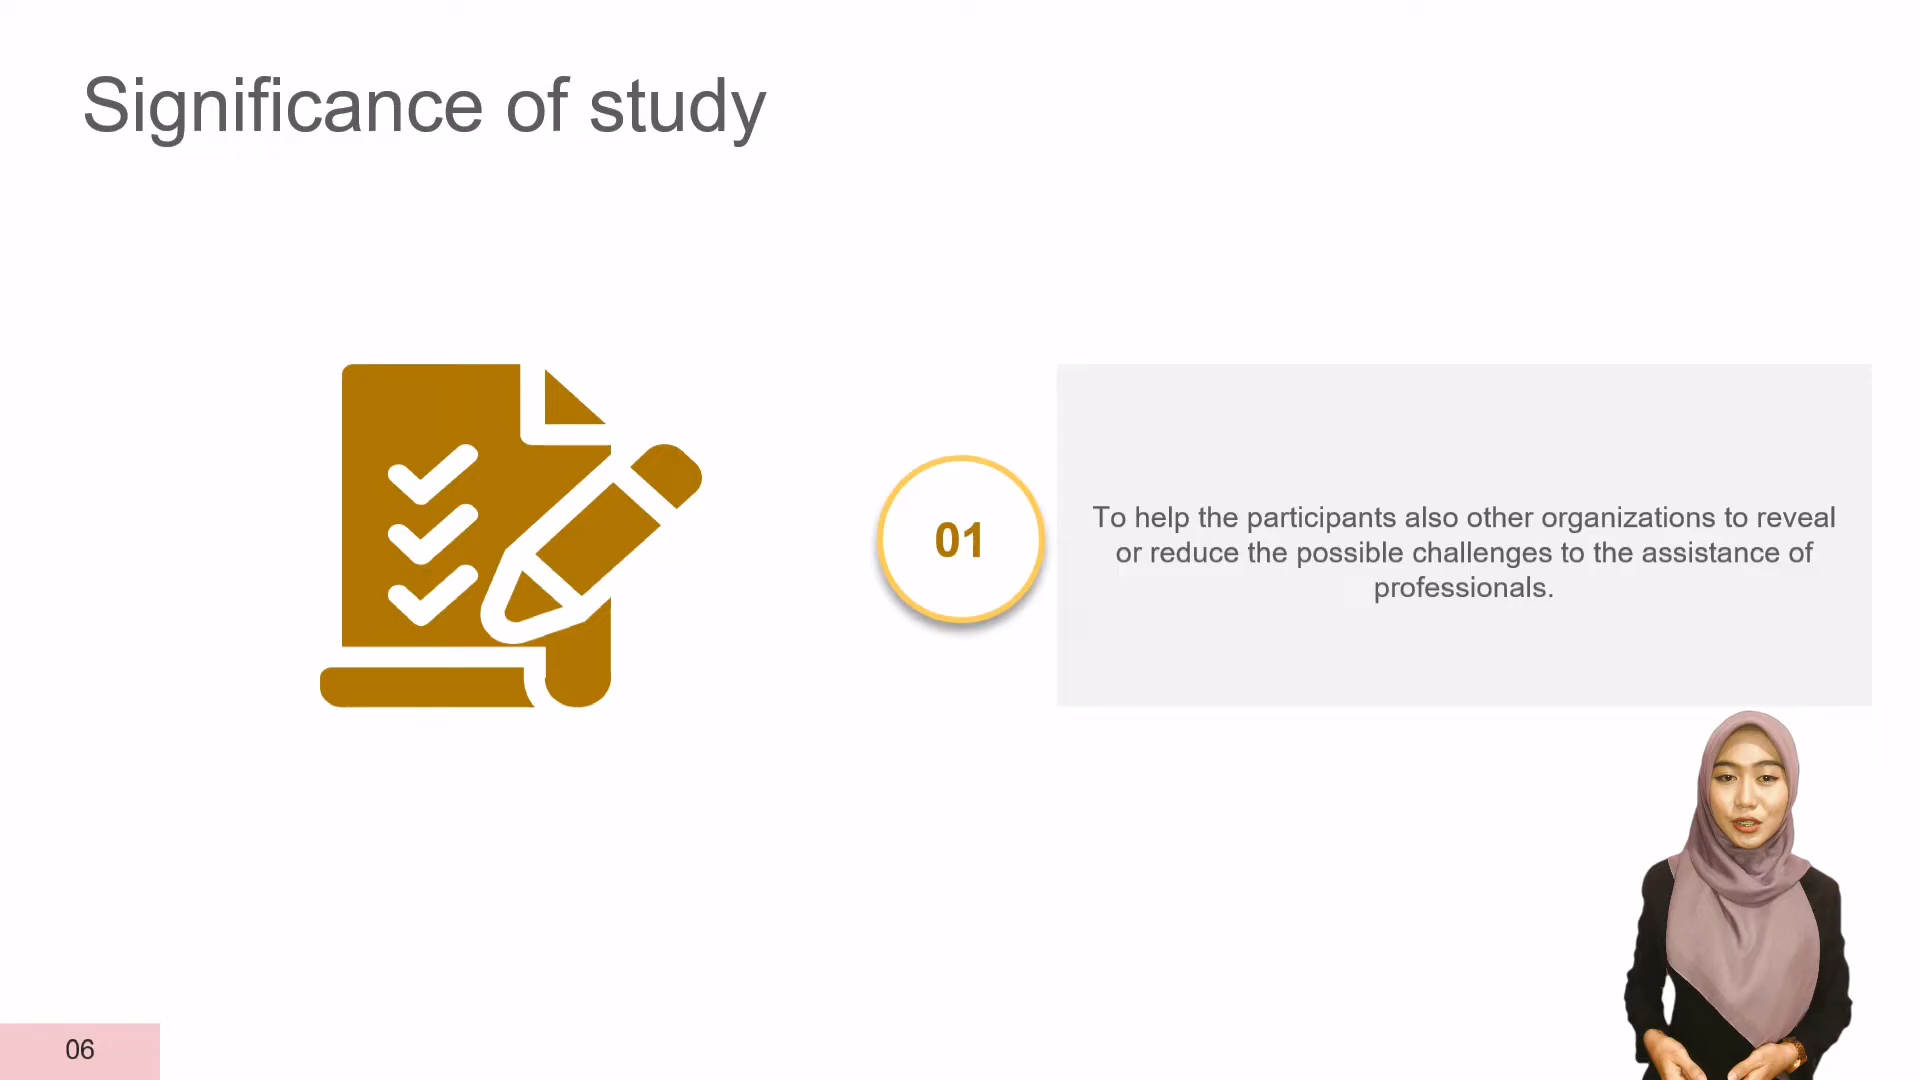 Significance of study
01
To help the participants also other organizations to reveal
or reduce the possible challenges to the assistance of
professionals.
06